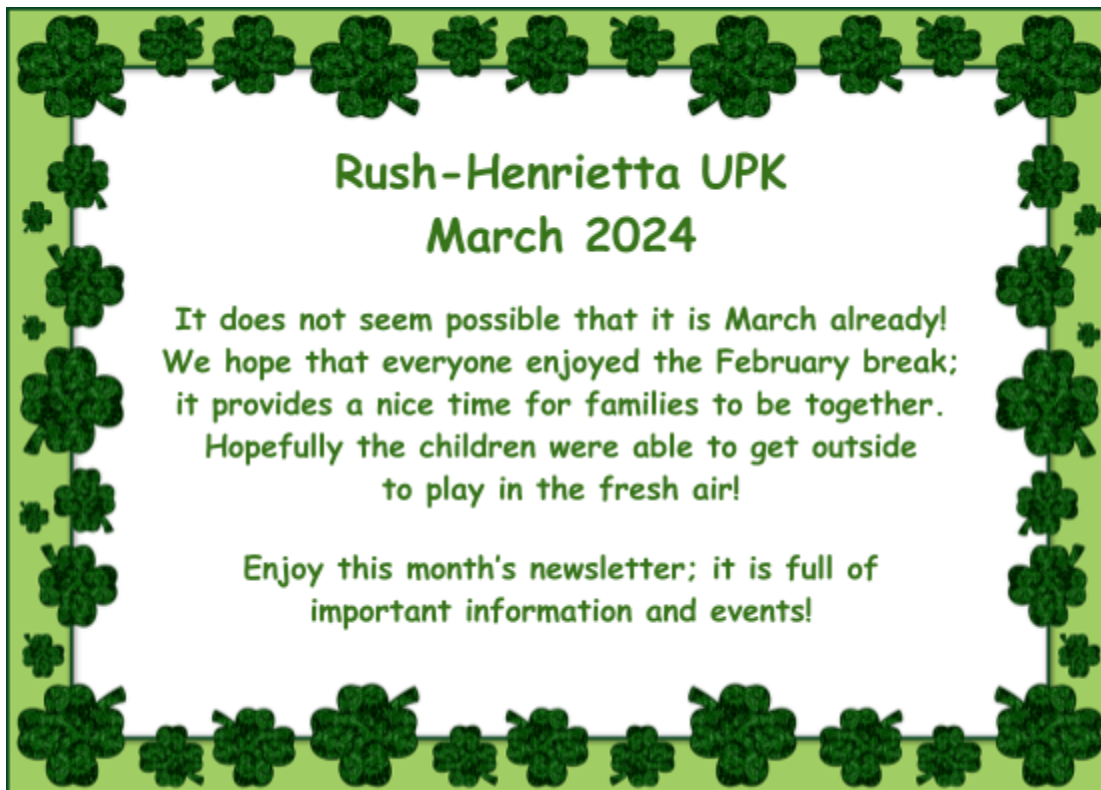 Rush-Henrietta UPK
March 2024
It does not seem possible that it is March already!
We hope that everyone enjoyed the February break;
it provides a nice time for families to be together.
Hopefully the children were able to get outside
to play in the fresh air!
Enjoy this month's newsletter; it is full of
important information and events!